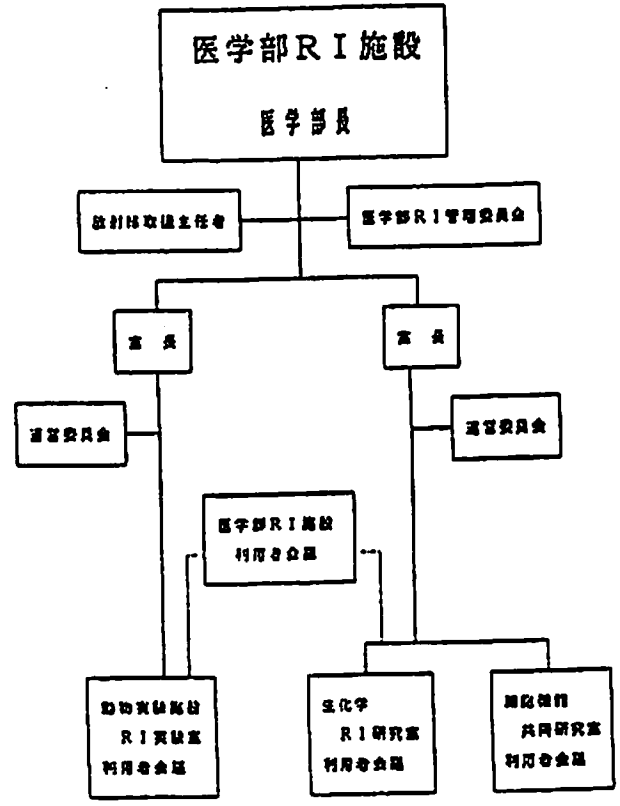 医学部RI施設
医学部長
放射性取扱主任者
医学部RI管理委員会
室 長
室 長
運営委員会
運営委員会
医学部RI施設
利用者会議
動物実験施設
RI実験室
利用者会議
生化学
RI研究室
利用者会議
共同研究室
利用者会議